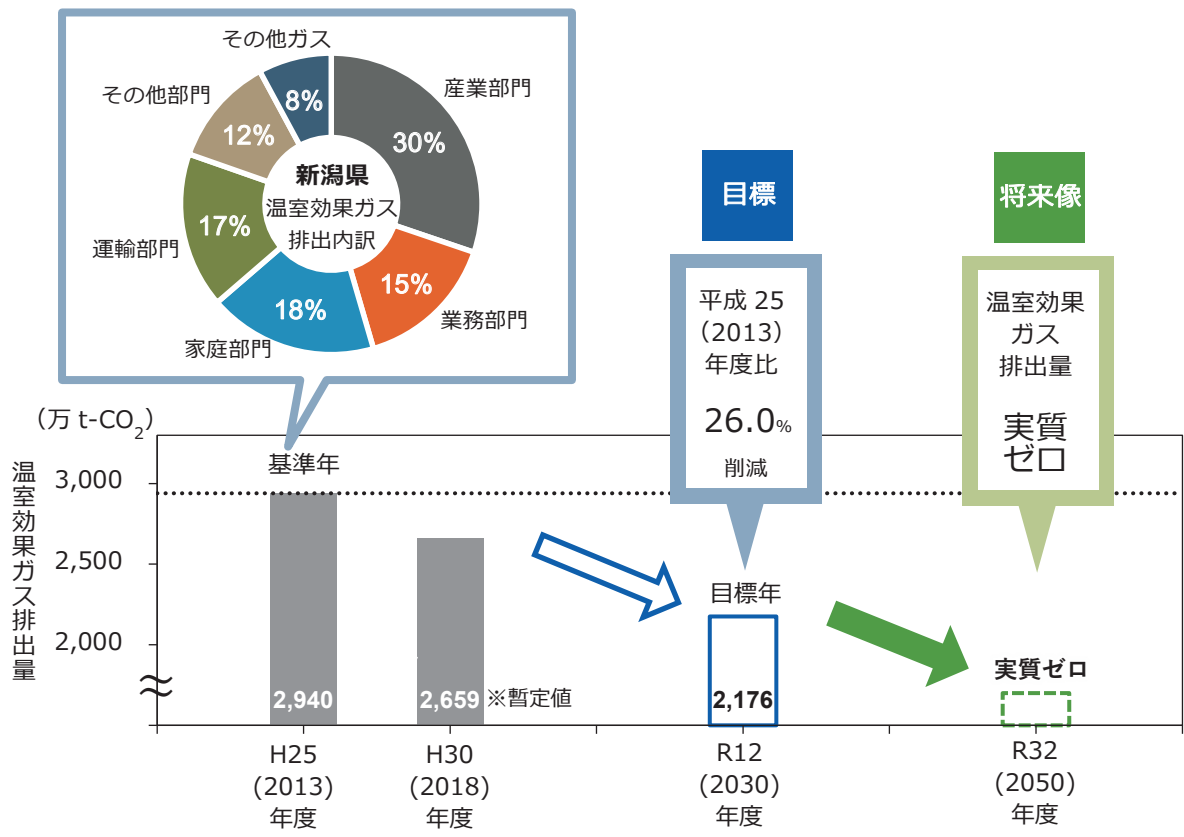 その他ガス
その他部門
産業部門
8%
12%
30%
新潟県
温室効果ガス
排出内訳
17%
15%
18%
運輸部門
業務部門
家庭部門
目標
将来像
平成 25
(2013)
年度比
26.0%
削減
温室効果
ガス
排出量
実質
ゼロ
(万 t-CO₂)
温室効果ガス排出量
3,000
2,500
2,000
基準年
目標年
実質ゼロ
2,940
2,659 ※暫定値
2,176
H25
(2013)
年度
H30
(2018)
年度
R12
(2030)
年度
R32
(2050)
年度